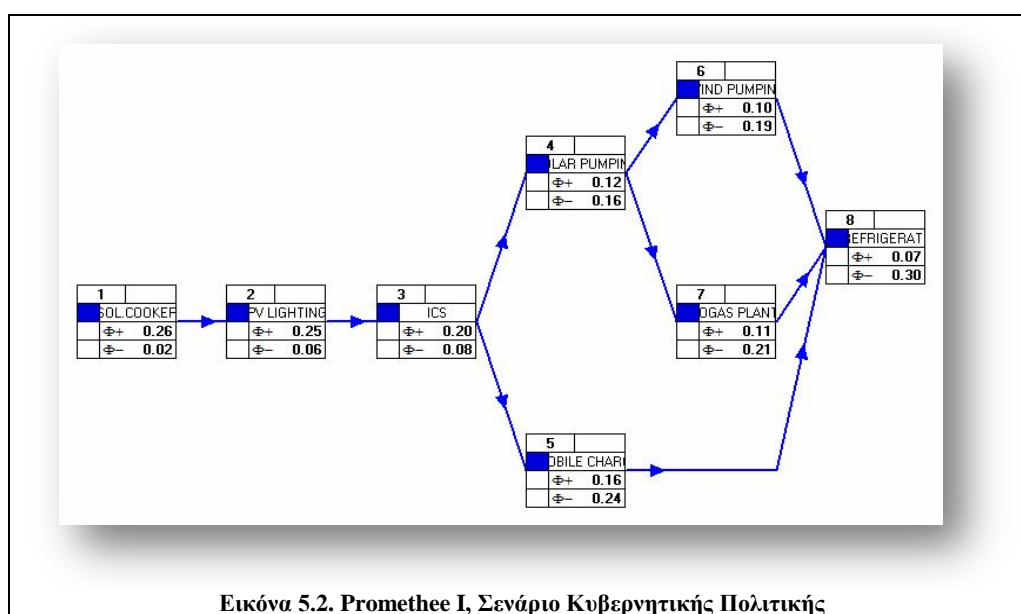 6
IND PUMPIN
Φ+ 0.10
Φ− 0.19
4
LAR PUMPIN
Φ+ 0.12
Φ− 0.16
8
EFRIGERAT
Φ+ 0.07
Φ− 0.30
1
SOL.COOKER
Φ+ 0.26
Φ− 0.02
2
PV LIGHTING
Φ+ 0.25
Φ− 0.06
3
ICS
Φ+ 0.20
Φ− 0.08
7
OGAS PLANT
Φ+ 0.11
Φ− 0.21
5
OBILE CHAR
Φ+ 0.16
Φ− 0.24
Εικόνα 5.2. Promethee I, Σενάριο Κυβερνητικής Πολιτικής